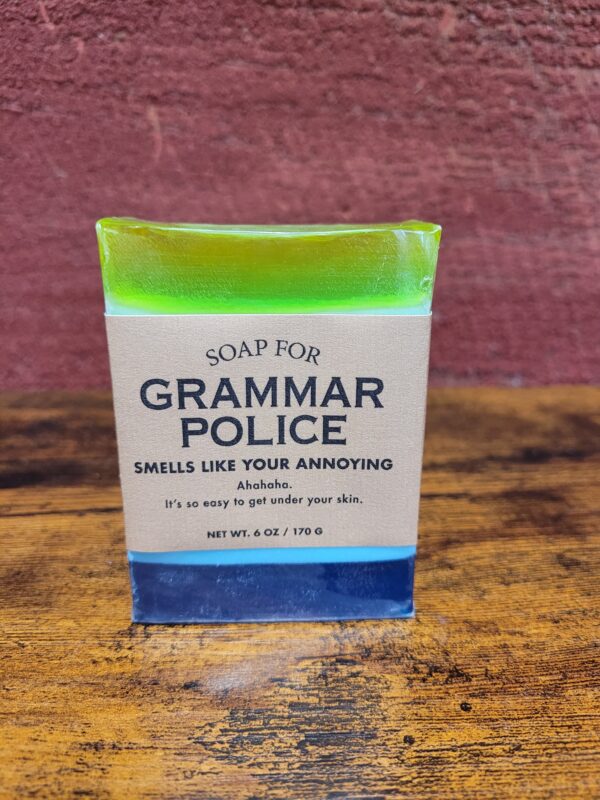 SOAP FOR
GRAMMAR
POLICE
SMELLS LIKE YOUR ANNOYING
Ahahaha.
It's so easy to get under your skin.
NET WT. 6 OZ / 170 G